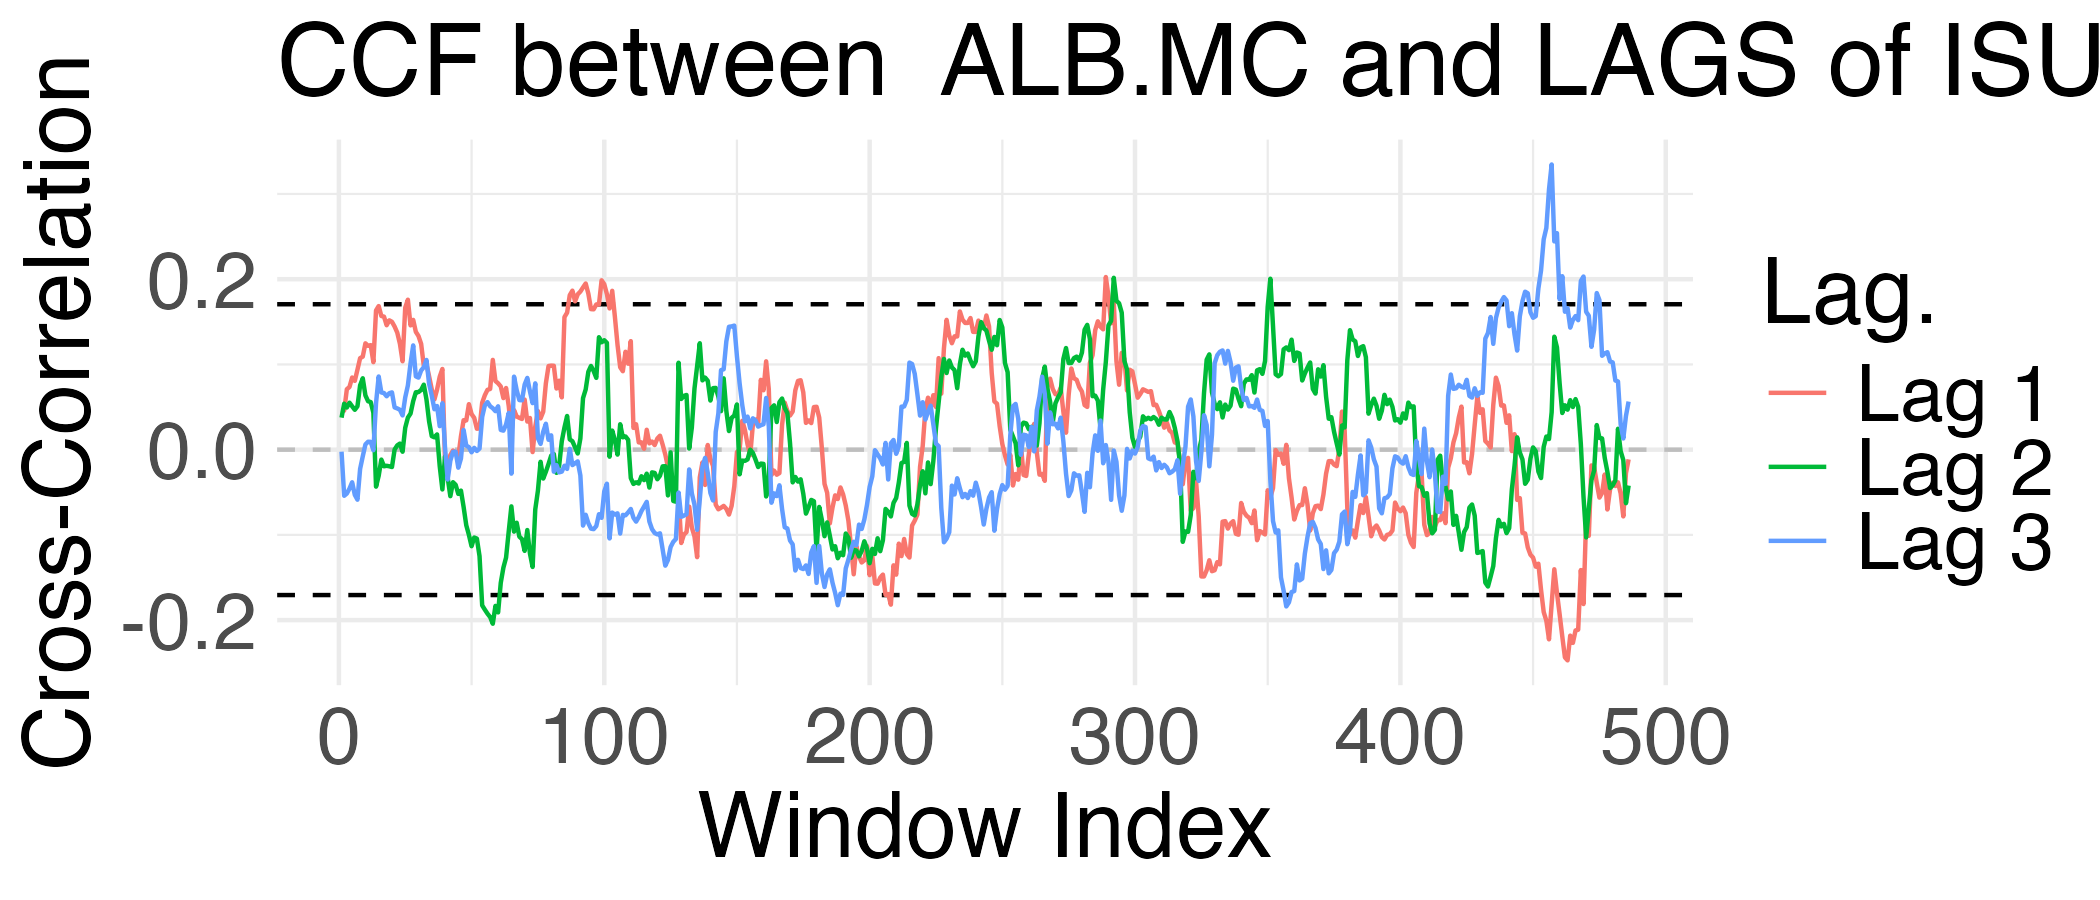 CCF between  ALB.MC and LAGS of ISU
Cross-Correlation
0.2
0.0
-0.2
0
100
200
300
400
500
Window Index
Lag.
Lag 1
Lag 2
Lag 3